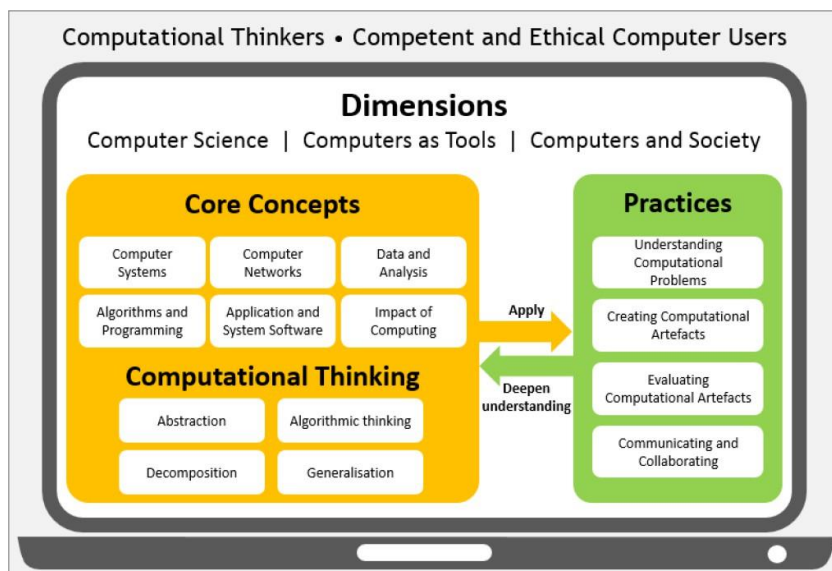 Computational Thinkers • Competent and Ethical Computer Users
Dimensions
Computer Science | Computers as Tools | Computers and Society
Core Concepts
Computer
Systems
Computer
Networks
Data and
Analysis
Algorithms and
Programming
Application and
System Software
Impact of
Computing
Computational Thinking
Abstraction
Algorithmic thinking
Decomposition
Generalisation
Apply
Deepen
understanding
Practices
Understanding
Computational
Problems
Creating Computational
Artefacts
Evaluating
Computational Artefacts
Communicating and
Collaborating